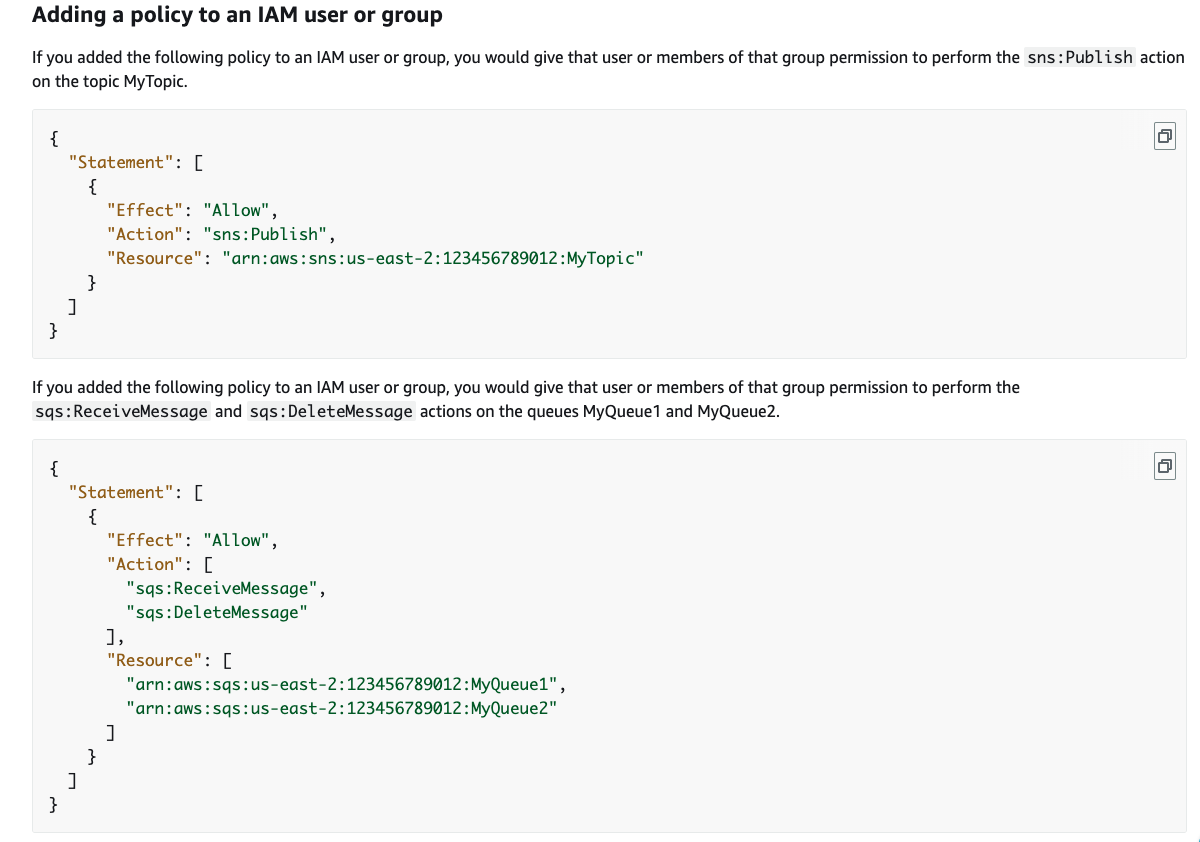 Adding a policy to an IAM user or group
If you added the following policy to an IAM user or group, you would give that user or members of that group permission to perform the sns:Publish action
on the topic MyTopic.
{
  "Statement": [
    {
      "Effect": "Allow",
      "Action": "sns:Publish",
      "Resource": "arn:aws:sns:us-east-2:123456789012:MyTopic"
    }
  ]
}
If you added the following policy to an IAM user or group, you would give that user or members of that group permission to perform the
sqs:ReceiveMessage and sqs:DeleteMessage actions on the queues MyQueue1 and MyQueue2.
{
  "Statement": [
    {
      "Effect": "Allow",
      "Action": [
        "sqs:ReceiveMessage",
        "sqs:DeleteMessage"
      ],
      "Resource": [
        "arn:aws:sqs:us-east-2:123456789012:MyQueue1",
        "arn:aws:sqs:us-east-2:123456789012:MyQueue2"
      ]
    }
  ]
}